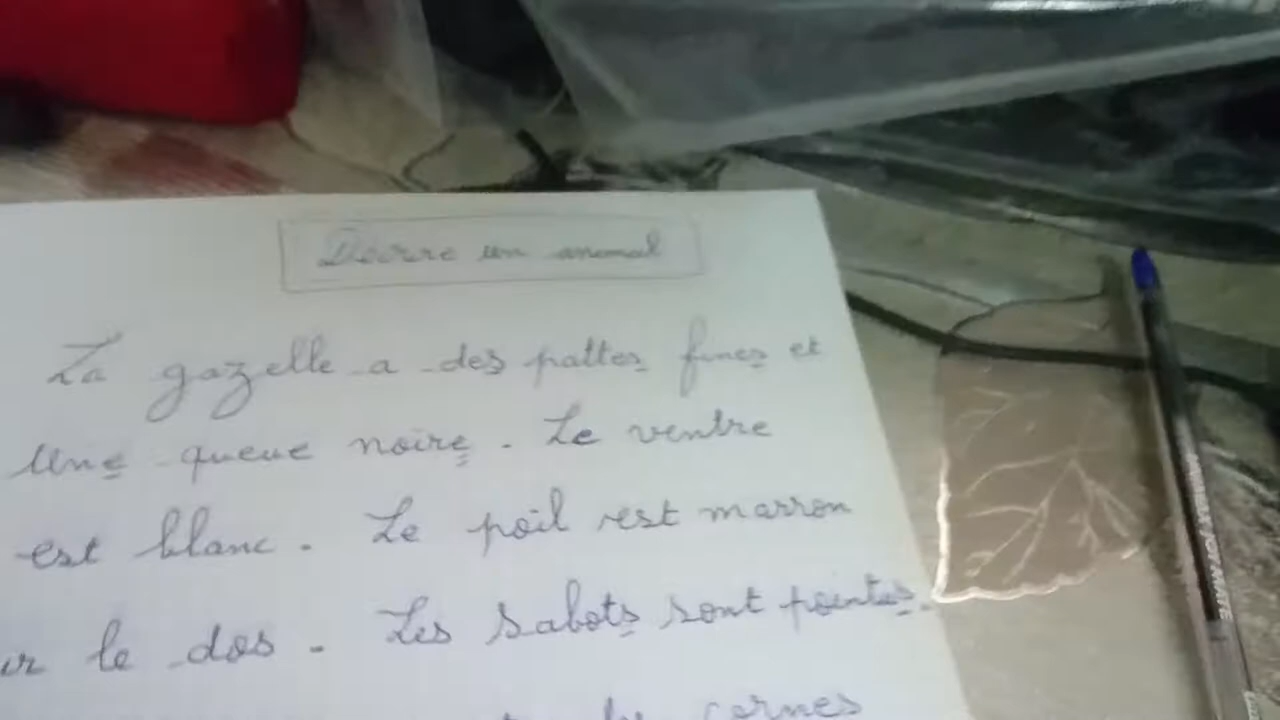 Décrire un animal
La gazelle a des pattes fines et
une queue noire. Le ventre
est blanc. Le poil est marron
le dos. Les sabots sont pointus.
cornes